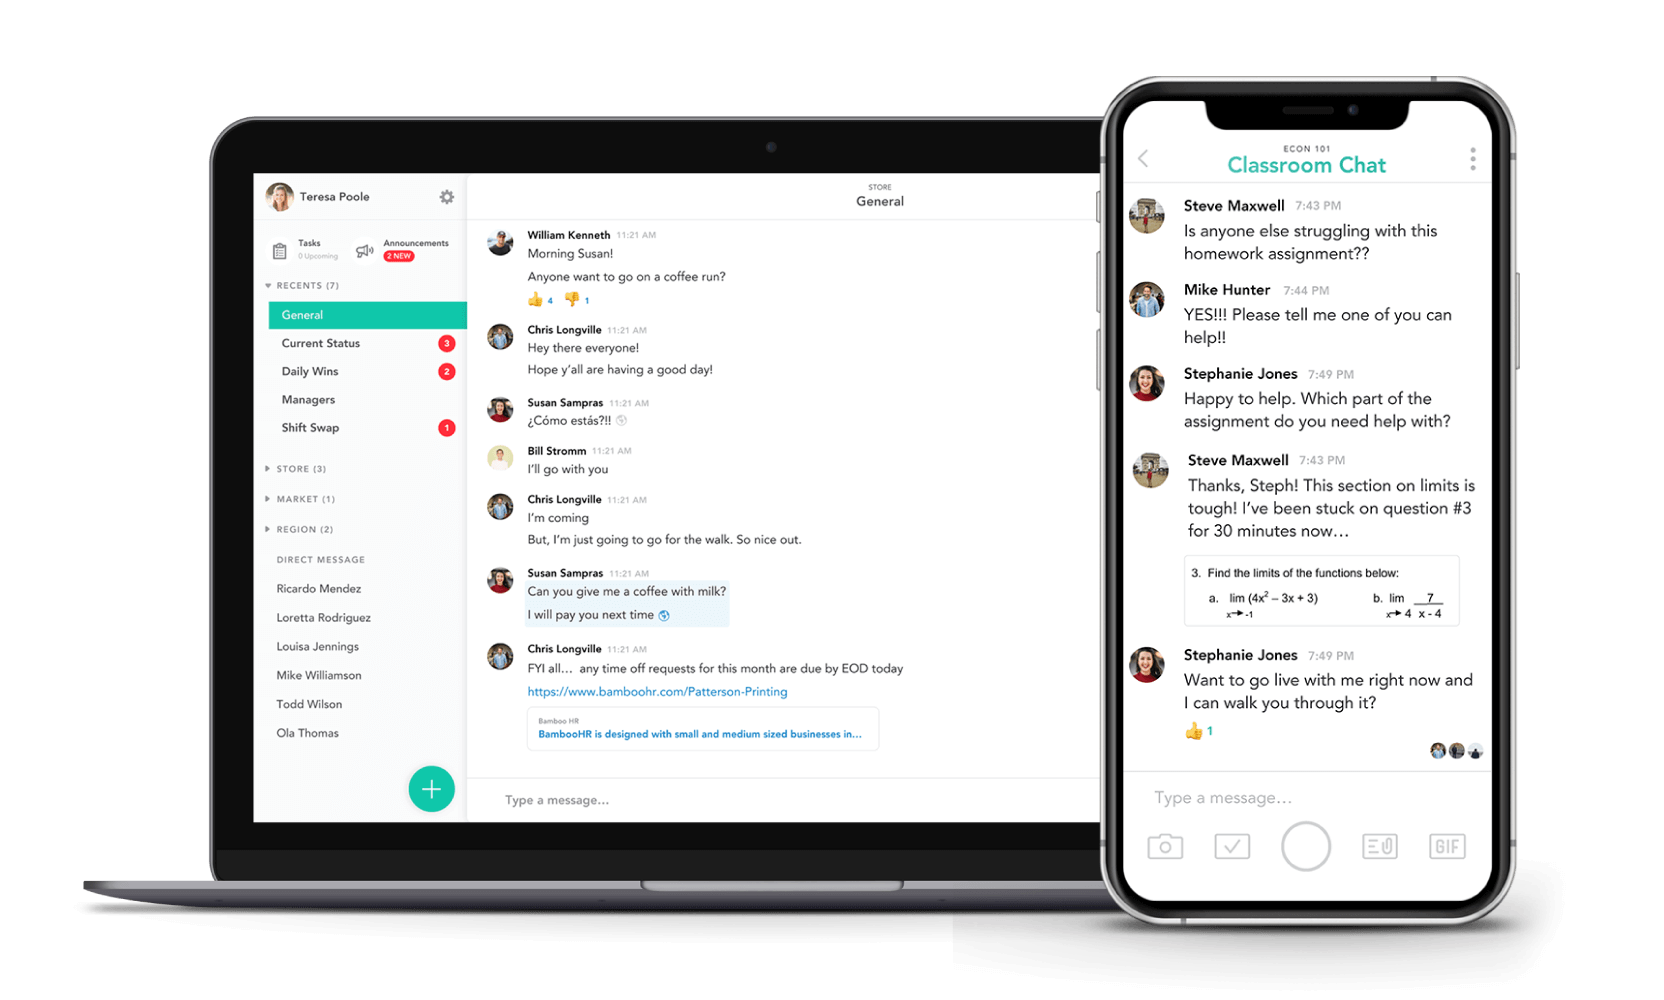 Teresa Poole
Tasks
0 Upcoming
Announcements
2 NEW
RECENTS (7)
General
Current Status 3
Daily Wins 2
Managers
Shift Swap 1
STORE (3)
MARKET (1)
REGION (2)
DIRECT MESSAGE
Ricardo Mendez
Loretta Rodriguez
Louisa Jennings
Mike Williamson
Todd Wilson
Ola Thomas
+
STORE
General
William Kenneth 11:21 AM
Morning Susan!
Anyone want to go on a coffee run?
👍 4 👎 1
Chris Longville 11:21 AM
Hey there everyone!
Hope y'all are having a good day!
Susan Sampras 11:21 AM
¿Cómo estás?!!
Bill Stromm 11:21 AM
I'll go with you
Chris Longville 11:21 AM
I'm coming
But, I'm just going to go for the walk. So nice out.
Susan Sampras 11:21 AM
Can you give me a coffee with milk?
I will pay you next time
Chris Longville 11:21 AM
FYI all... any time off requests for this month are due by EOD today
https://www.bamboohr.com/Patterson-Printing
Bamboo HR
BambooHR is designed with small and medium sized businesses in...
Type a message...
ECON 101
Classroom Chat
Steve Maxwell 7:43 PM
Is anyone else struggling with this
homework assignment??
Mike Hunter 7:44 PM
YES!!! Please tell me one of you can
help!!
Stephanie Jones 7:49 PM
Happy to help. Which part of the
assignment do you need help with?
Steve Maxwell 7:43 PM
Thanks, Steph! This section on limits is
tough! I've been stuck on question #3
for 30 minutes now...
3. Find the limits of the functions below:
a. lim (4x² – 3x + 3) b. lim 7
x→ -1 x→ 4 x - 4
Stephanie Jones 7:49 PM
Want to go live with me right now and
I can walk you through it?
👍 1
Type a message...
GIF